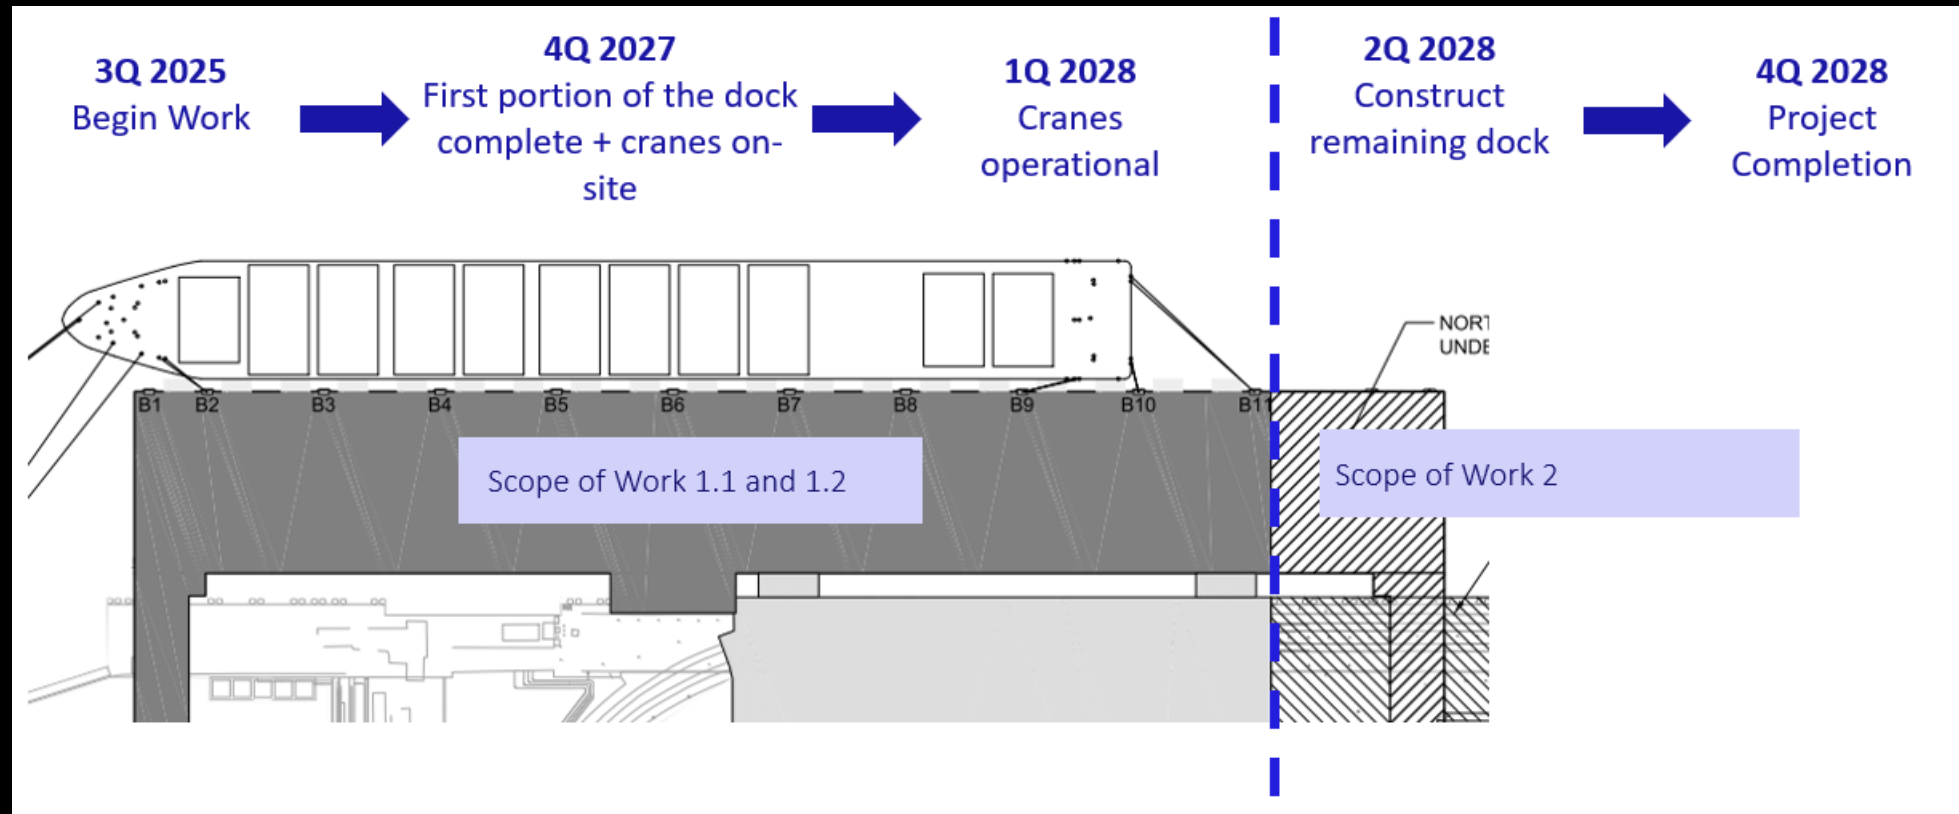 3Q 2025
Begin Work
4Q 2027
First portion of the dock
complete + cranes on-
site
1Q 2028
Cranes
operational
2Q 2028
Construct
remaining dock
4Q 2028
Project
Completion
NORT
UNDE
B1 B2 B3 B4 B5 B6 B7 B8 B9 B10 B11
Scope of Work 1.1 and 1.2
Scope of Work 2